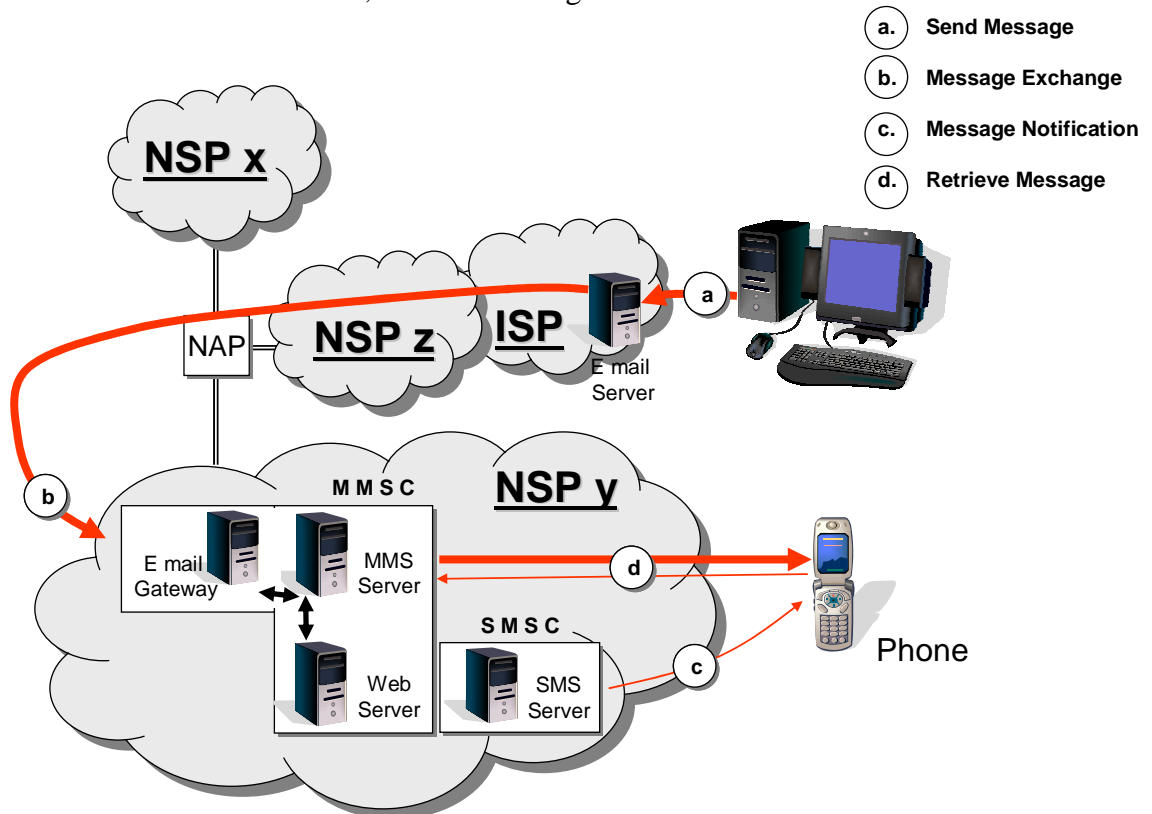 a. Send Message
b. Message Exchange
c. Message Notification
d. Retrieve Message
NSP x
NAP
NSP z
ISP
a
E mail
Server
b
M M S C
NSP y
E mail
Gateway
MMS
Server
d
S M S C
c
Phone
Web
Server
SMS
Server